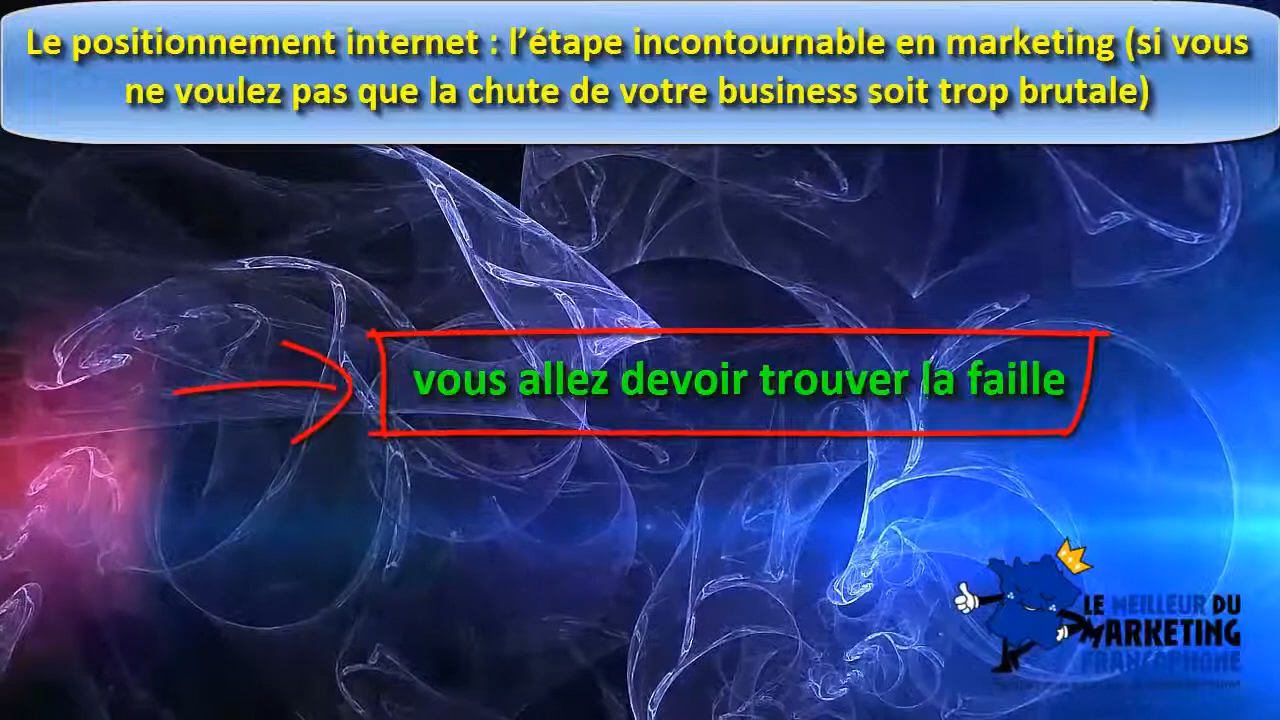 Le positionnement internet : l’étape incontournable en marketing (si vous
ne voulez pas que la chute de votre business soit trop brutale)
vous allez devoir trouver la faille
LE MEILLEUR DU
MARKETING
FRANCOPHONE